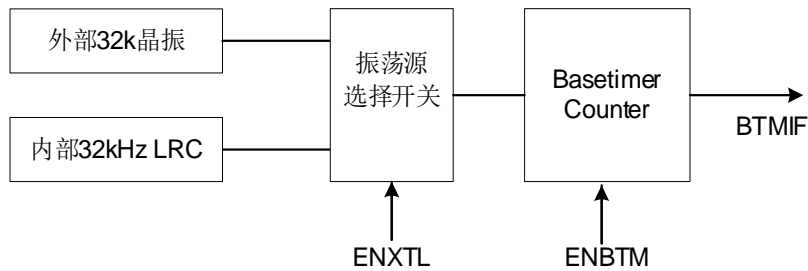 外部32k晶振
内部32kHz LRC
振荡源
选择开关
Basetimer
Counter
BTMIF
ENXTL
ENBTM